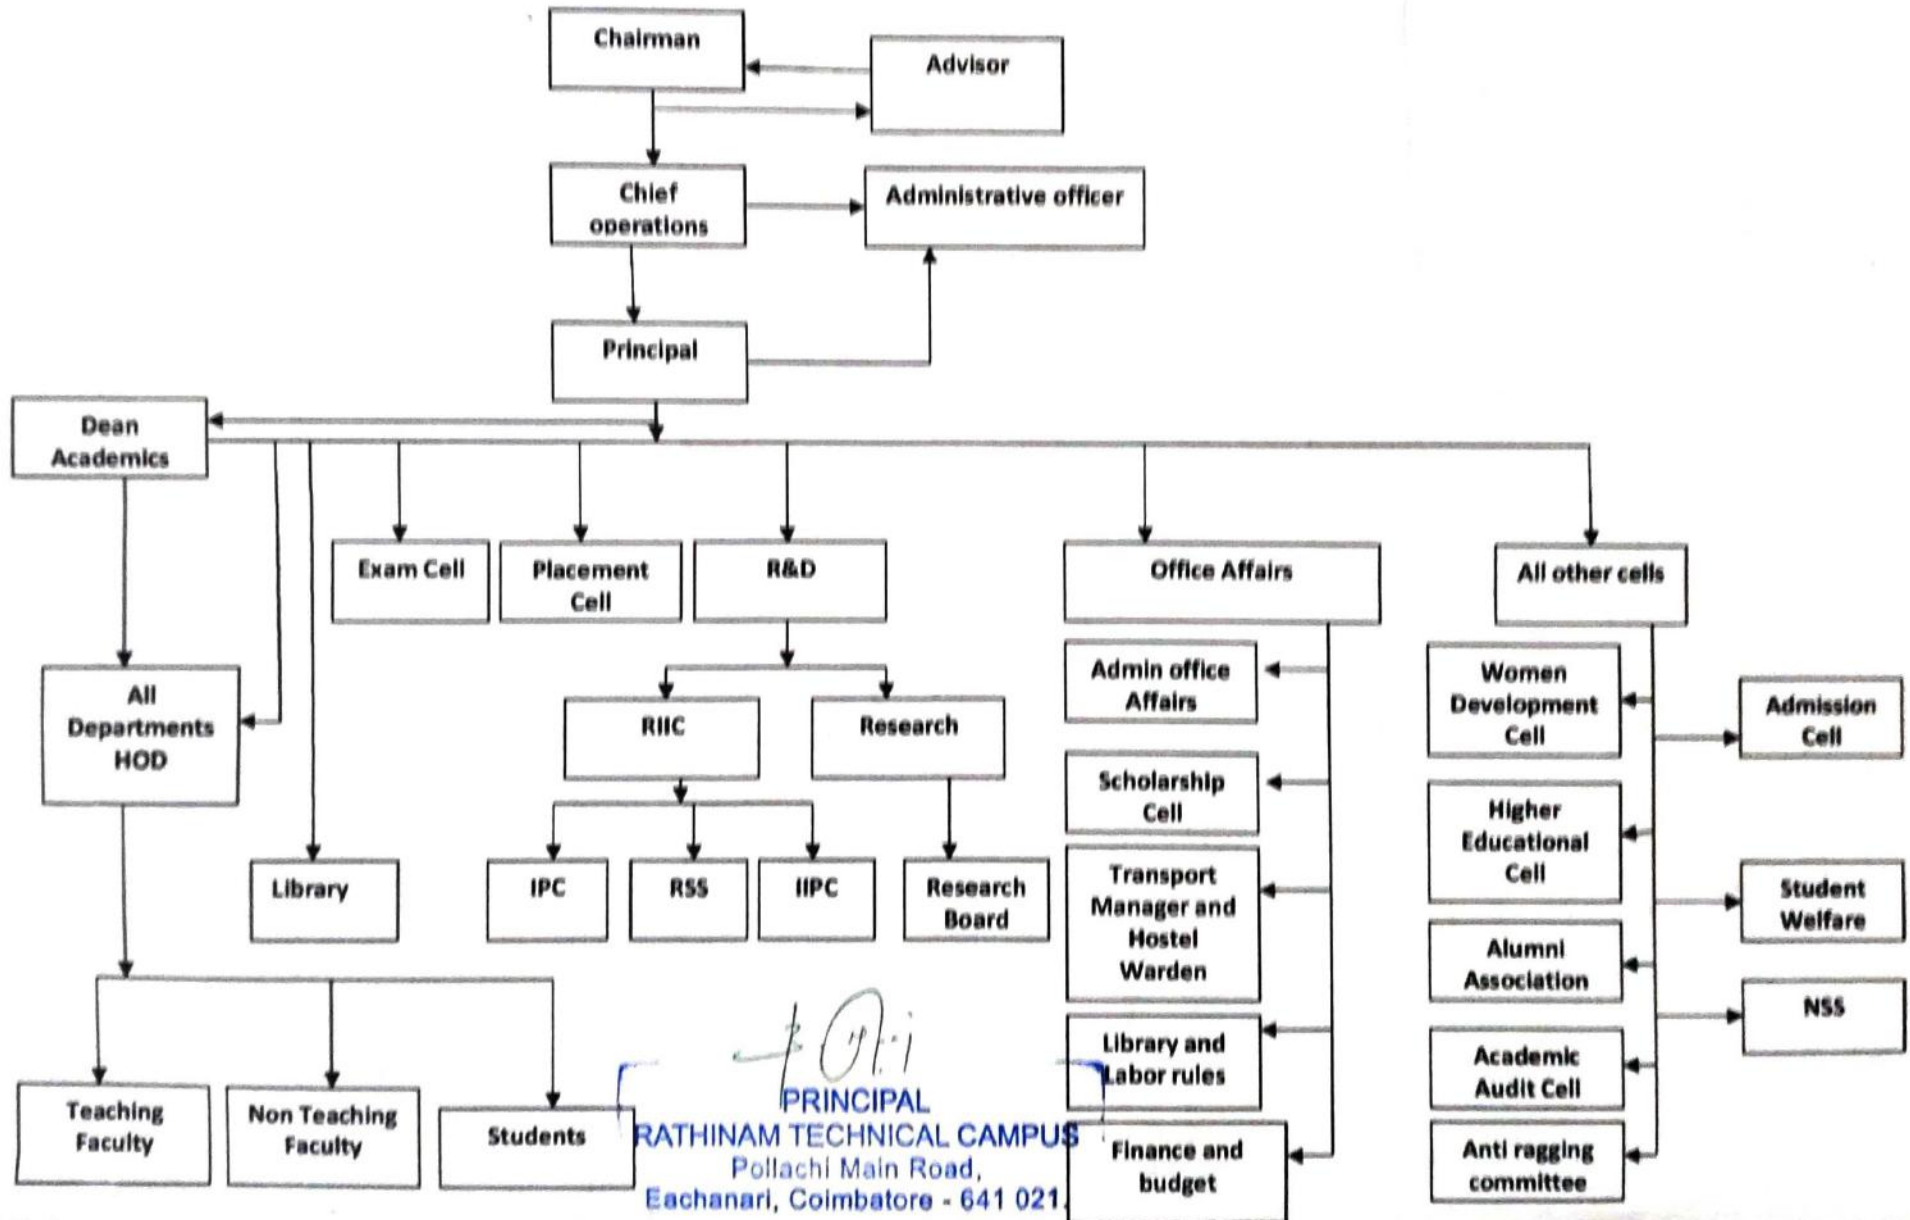 Chairman
Advisor
Chief
operations
Administrative officer
Principal
Dean
Academics
Exam Cell
Placement
Cell
R&D
Office Affairs
All other cells
All
Departments
HOD
RIIC
Research
Admin office
Affairs
Women
Development
Cell
Admission
Cell
Scholarship
Cell
Higher
Educational
Cell
Library
IPC
RSS
IIPC
Research
Board
Transport
Manager and
Hostel
Warden
Student
Welfare
Alumni
Association
NSS
Library and
Labor rules
Academic
Audit Cell
Teaching
Faculty
Non Teaching
Faculty
Students
Finance and
budget
Anti ragging
committee
PRINCIPAL
RATHINAM TECHNICAL CAMPUS
Pollachi Main Road,
Eachanari, Coimbatore - 641 021.